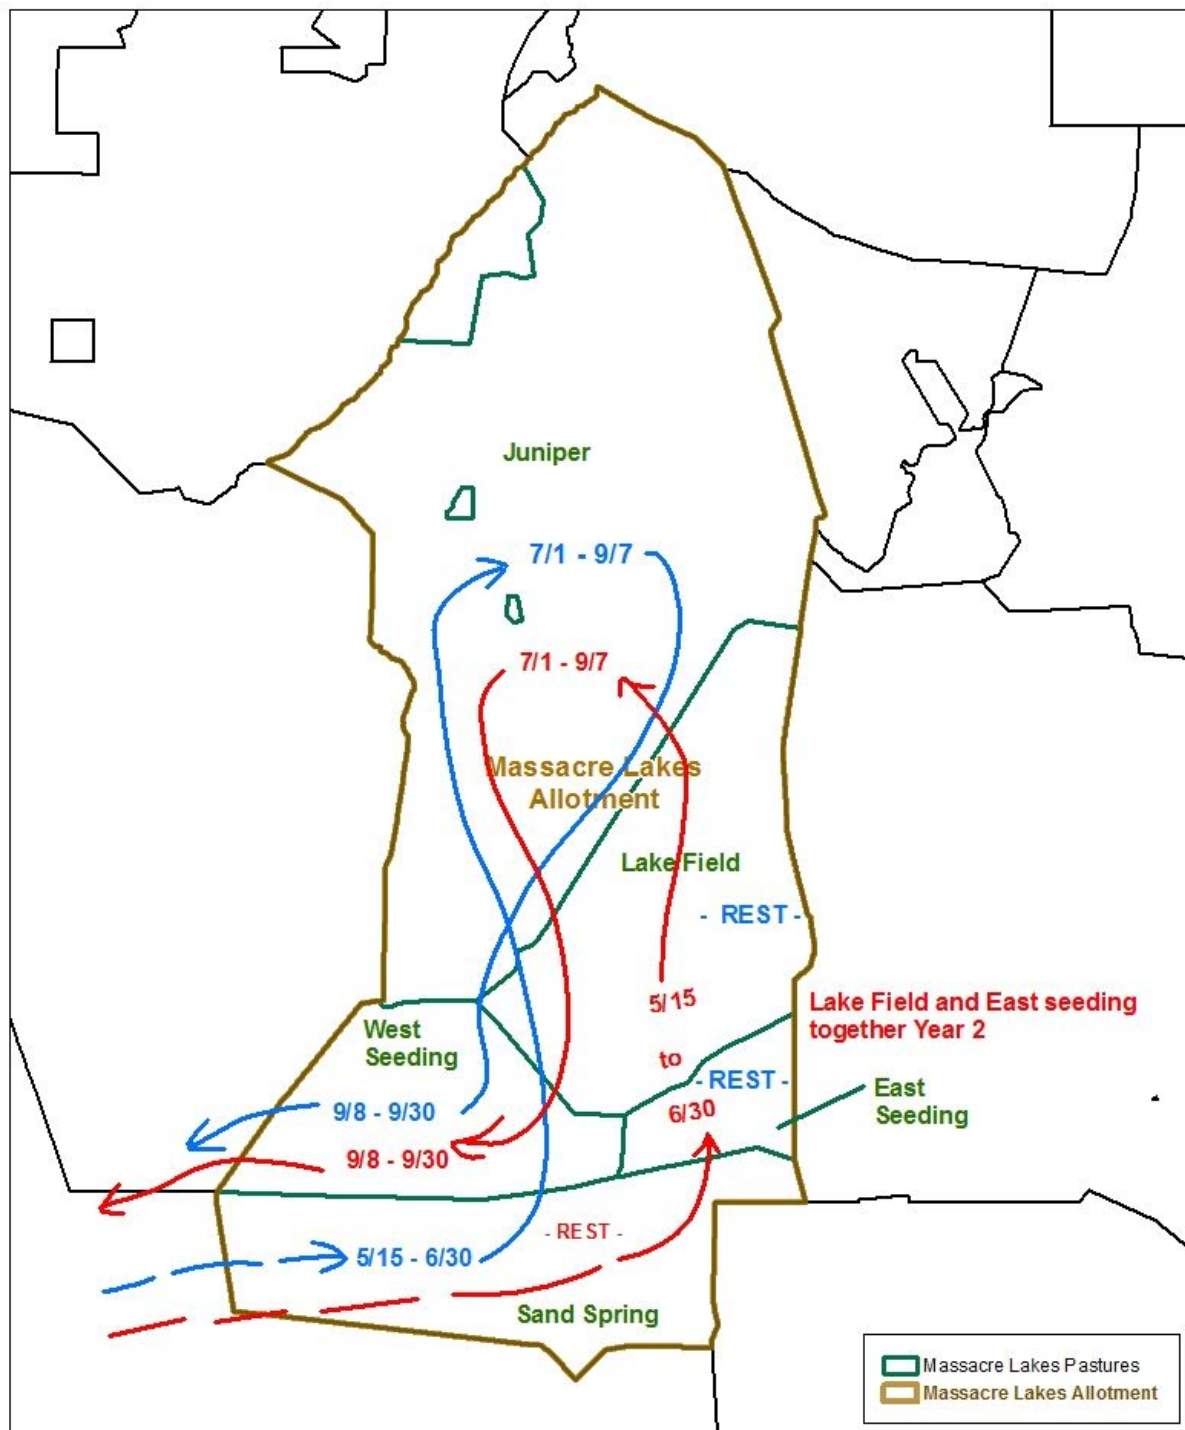 Juniper
7/1 - 9/7
7/1 - 9/7
Massacre Lakes
Allotment
Lake Field
- REST -
5/15
to
6/30
Lake Field and East seeding
together Year 2
West
Seeding
- REST -
East
Seeding
9/8 - 9/30
9/8 - 9/30
- REST -
5/15 - 6/30
Sand Spring
Massacre Lakes Pastures
Massacre Lakes Allotment